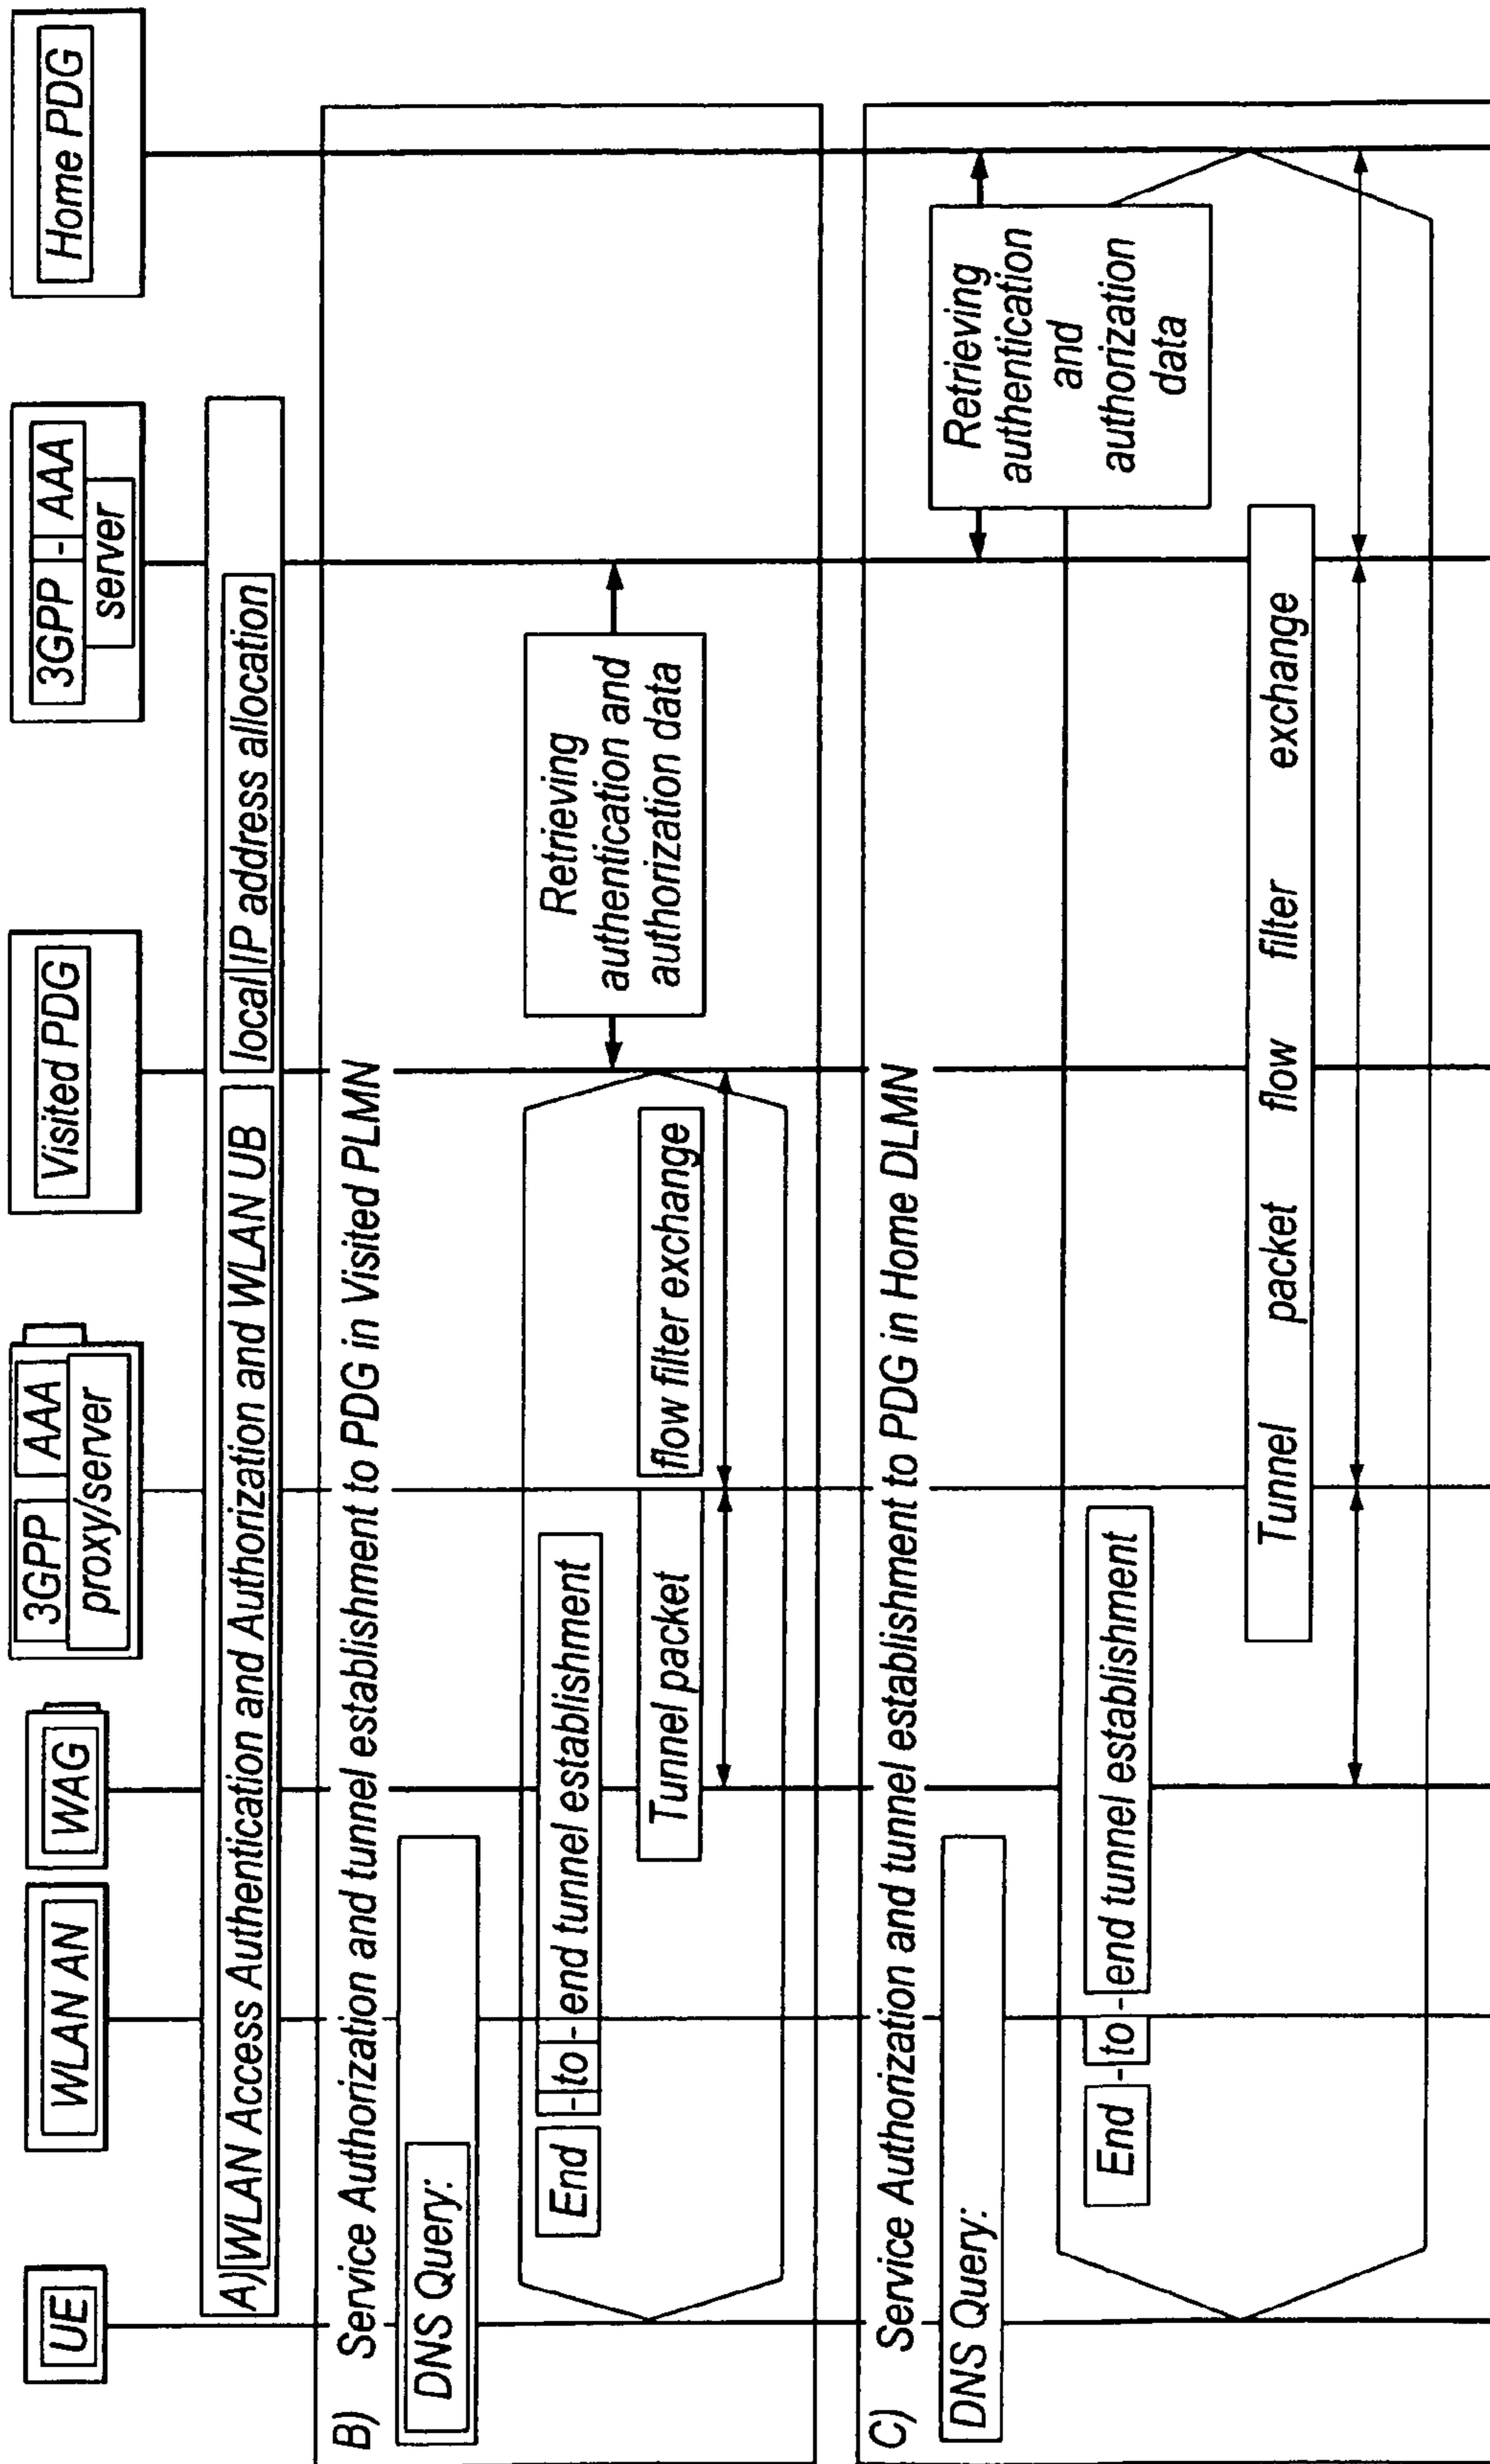 UE
WLAN AN
WAG
3GPP AAA
proxy/server
Visited PDG
3GPP - AAA
server
Home PDG
A) WLAN Access Authentication and Authorization and WLAN UB local IP address allocation
B) Service Authorization and tunnel establishment to PDG in Visited PLMN
DNS Query:
End - to - end tunnel establishment
Retrieving
authentication and
authorization data
Tunnel packet flow filter exchange
C) Service Authorization and tunnel establishment to PDG in Home DLMN
DNS Query:
Retrieving
authentication
and
authorization
data
End - to - end tunnel establishment
Tunnel packet flow filter exchange